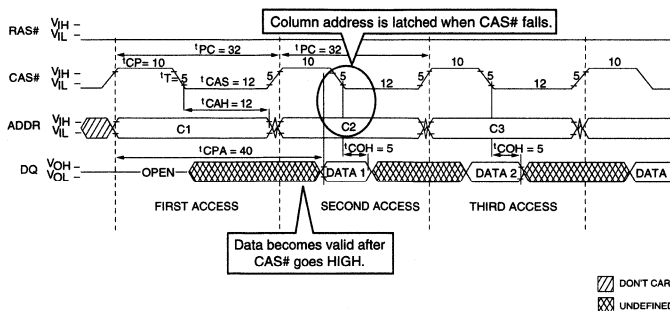 Column address is latched when CAS# falls.
RAS# VIH VIL
tPC = 32 tPC = 32
tCP = 10 10 10 10
CAS# VIH VIL tT= 5 tCAS = 12 5 5 12 5 5 12 5
tCAH = 12
ADDR VIH VIL C1 C2 C3
tCPA = 40 tCOH = 5 tCOH = 5
DQ VOH VOL OPEN DATA 1 DATA 2 DATA
FIRST ACCESS SECOND ACCESS THIRD ACCESS
Data becomes valid after
CAS# goes HIGH.
DON'T CAR
UNDEFINED